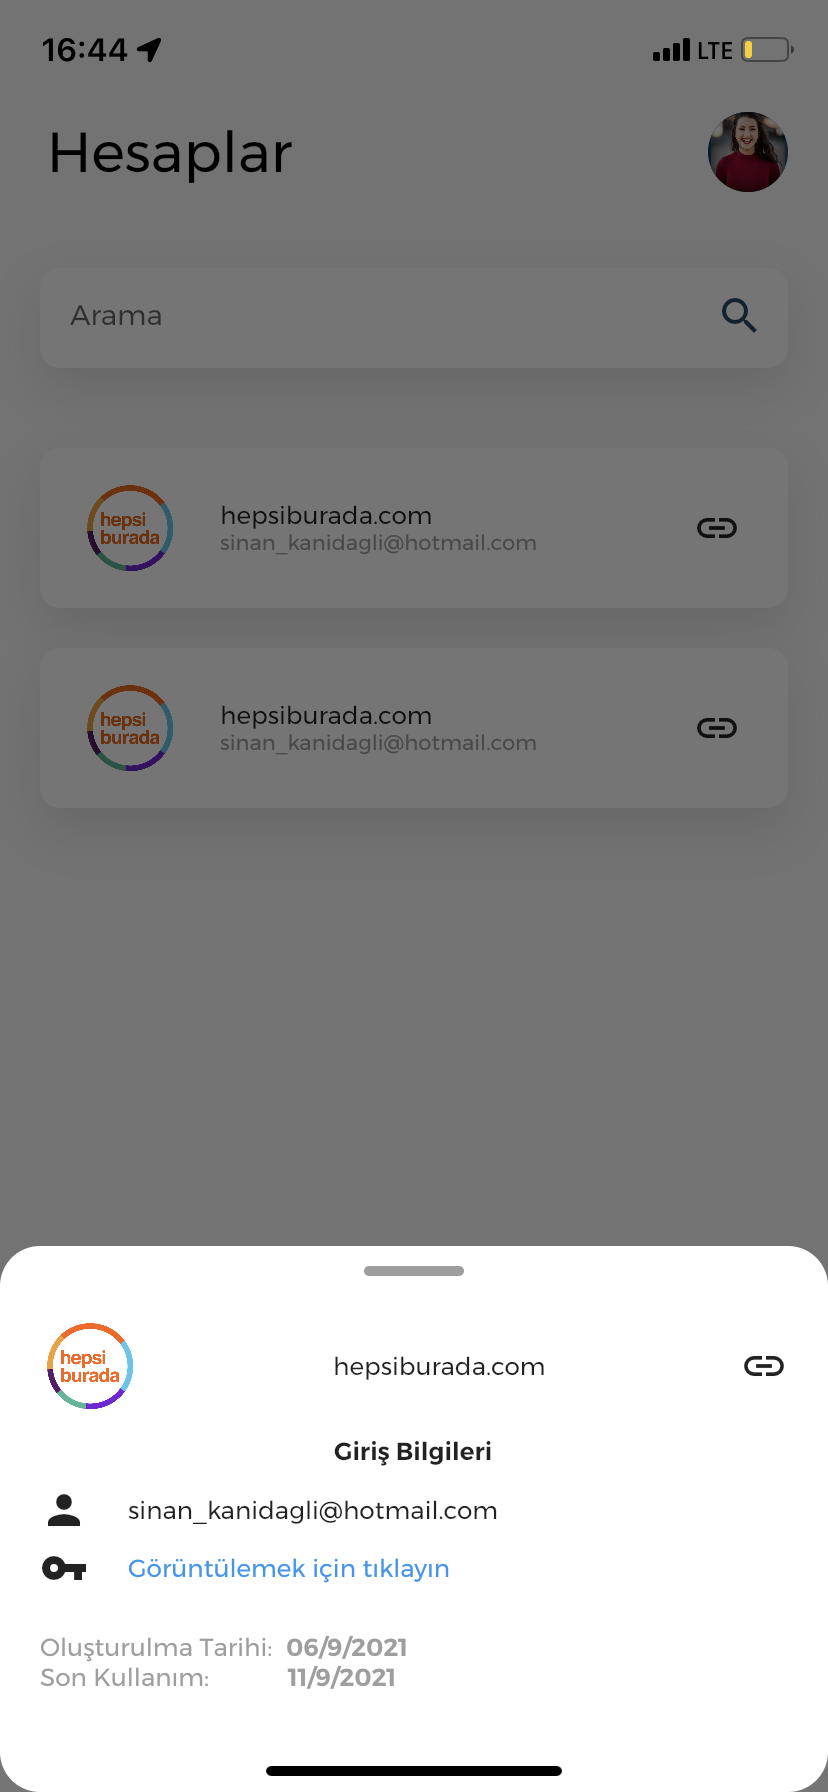 16:44
LTE
Hesaplar
Arama
hepsi
burada
hepsiburada.com
sinan_kanidagli@hotmail.com
hepsi
burada
hepsiburada.com
sinan_kanidagli@hotmail.com
hepsi
burada
hepsiburada.com
Giriş Bilgileri
sinan_kanidagli@hotmail.com
Görüntülemek için tıklayın
Oluşturulma Tarihi: 06/9/2021
Son Kullanım: 11/9/2021